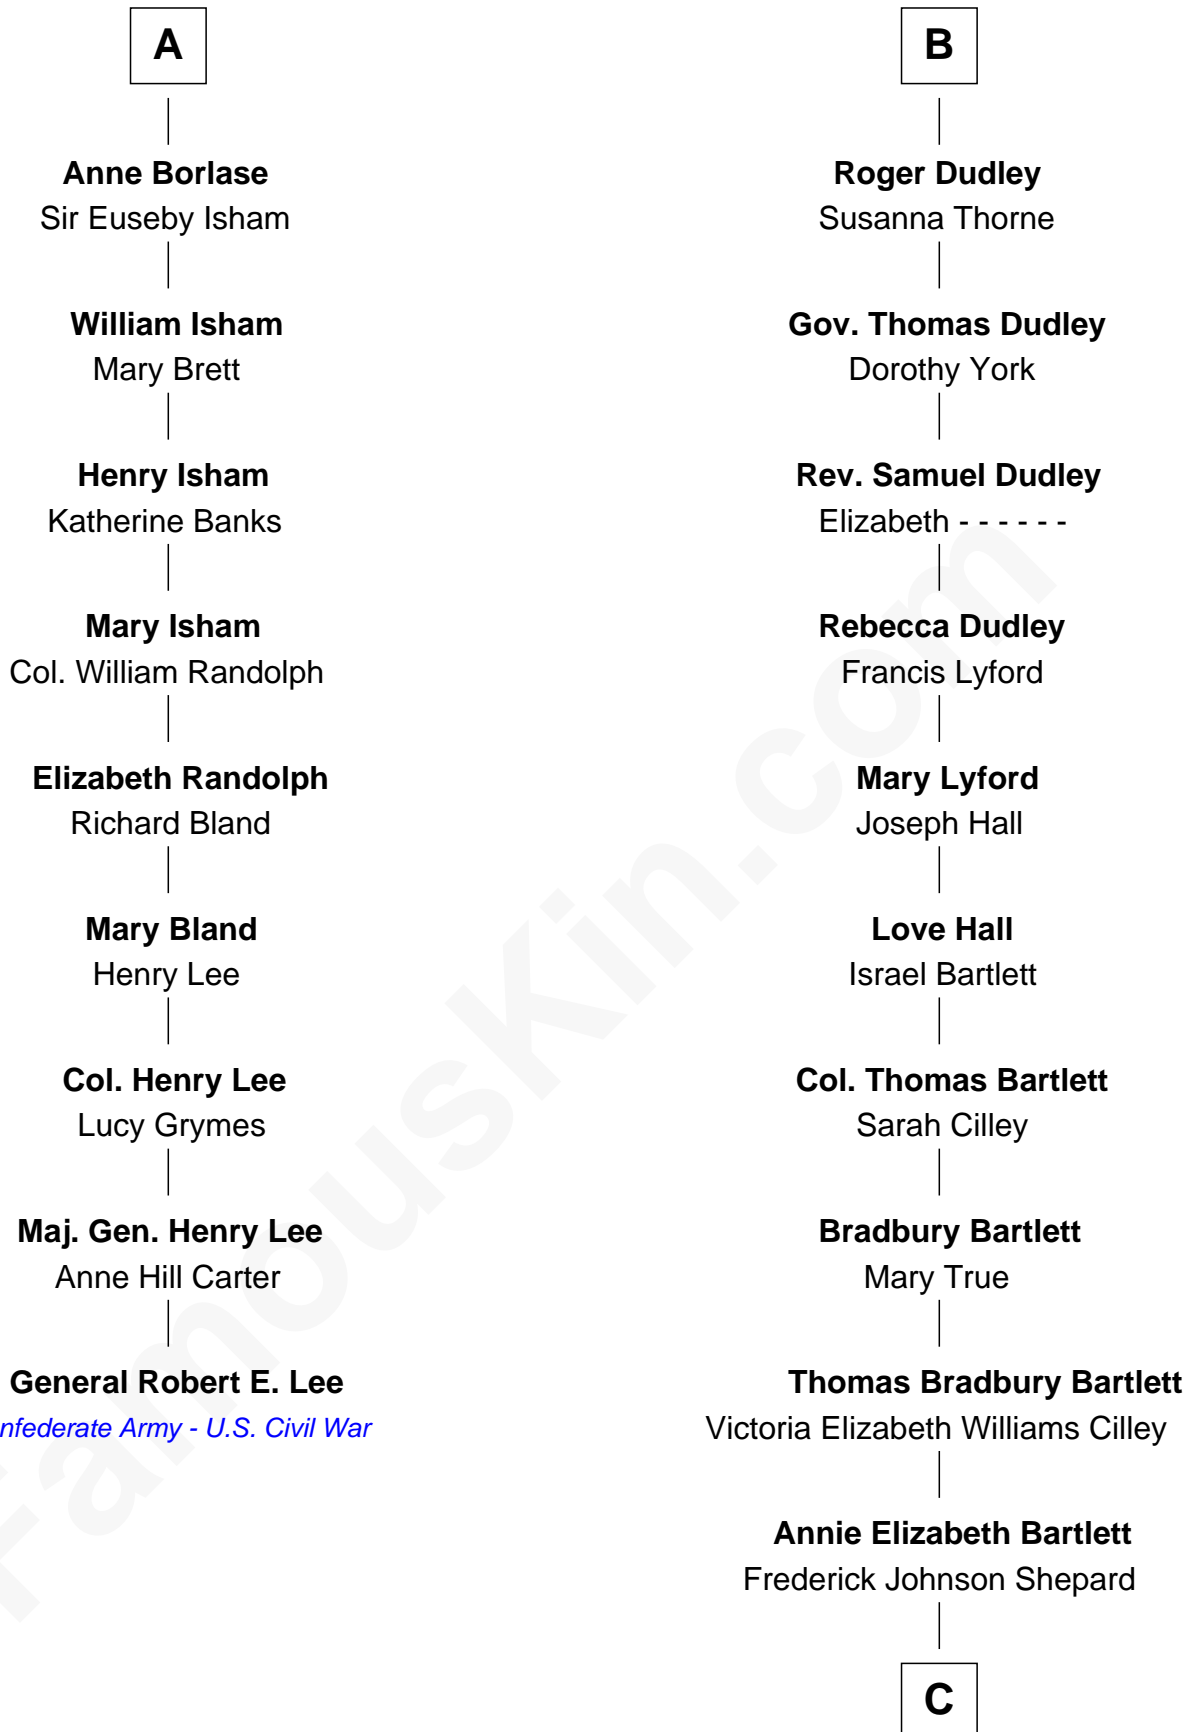 A
Anne Borlase
Sir Euseby Isham
William Isham
Mary Brett
Henry Isham
Katherine Banks
Mary Isham
Col. William Randolph
Elizabeth Randolph
Richard Bland
Mary Bland
Henry Lee
Col. Henry Lee
Lucy Grymes
Maj. Gen. Henry Lee
Anne Hill Carter
General Robert E. Lee
nfederate Army - U.S. Civil War
B
Roger Dudley
Susanna Thorne
Gov. Thomas Dudley
Dorothy York
Rev. Samuel Dudley
Elizabeth - - - - - -
Rebecca Dudley
Francis Lyford
Mary Lyford
Joseph Hall
Love Hall
Israel Bartlett
Col. Thomas Bartlett
Sarah Cilley
Bradbury Bartlett
Mary True
Thomas Bradbury Bartlett
Victoria Elizabeth Williams Cilley
Annie Elizabeth Bartlett
Frederick Johnson Shepard
C
FamousKin.com